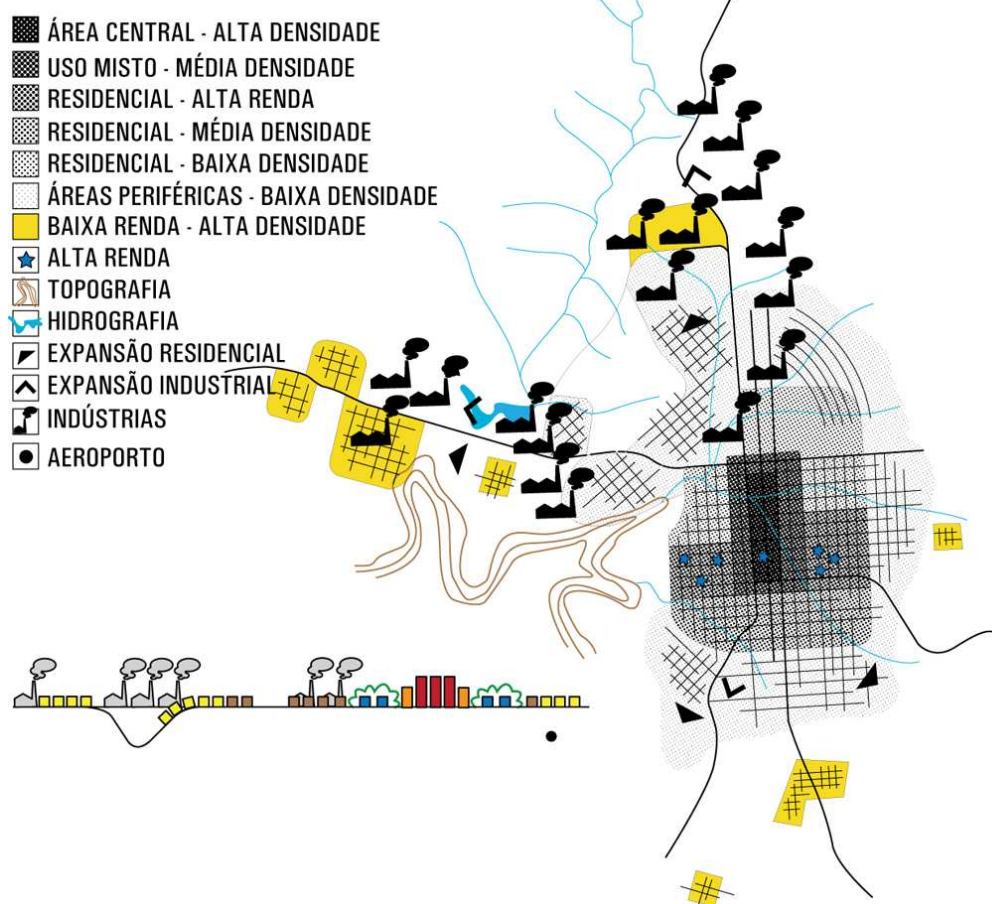 ÁREA CENTRAL - ALTA DENSIDADE
USO MISTO - MÉDIA DENSIDADE
RESIDENCIAL - ALTA RENDA
RESIDENCIAL - MÉDIA DENSIDADE
RESIDENCIAL - BAIXA DENSIDADE
ÁREAS PERIFÉRICAS - BAIXA DENSIDADE
BAIXA RENDA - ALTA DENSIDADE
ALTA RENDA
TOPOGRAFIA
HIDROGRAFIA
EXPANSÃO RESIDENCIAL
EXPANSÃO INDUSTRIAL
INDÚSTRIAS
AEROPORTO